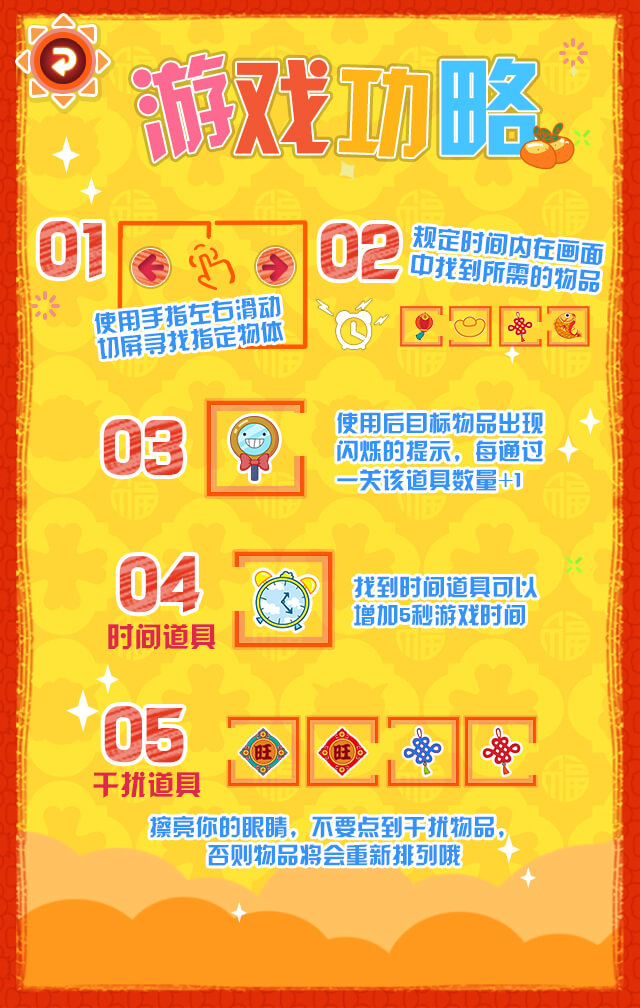 游戏功略
01
使用手指左右滑动
切屏寻找指定物体
02
规定时间内在画面
中找到所需的物品
03
使用后目标物品出现
闪烁的提示，每通过
一关该道具数量+1
04
时间道具
找到时间道具可以
增加5秒游戏时间
05
干扰道具
旺
旺
擦亮你的眼睛，不要点到干扰物品，
否则物品将会重新排列哦